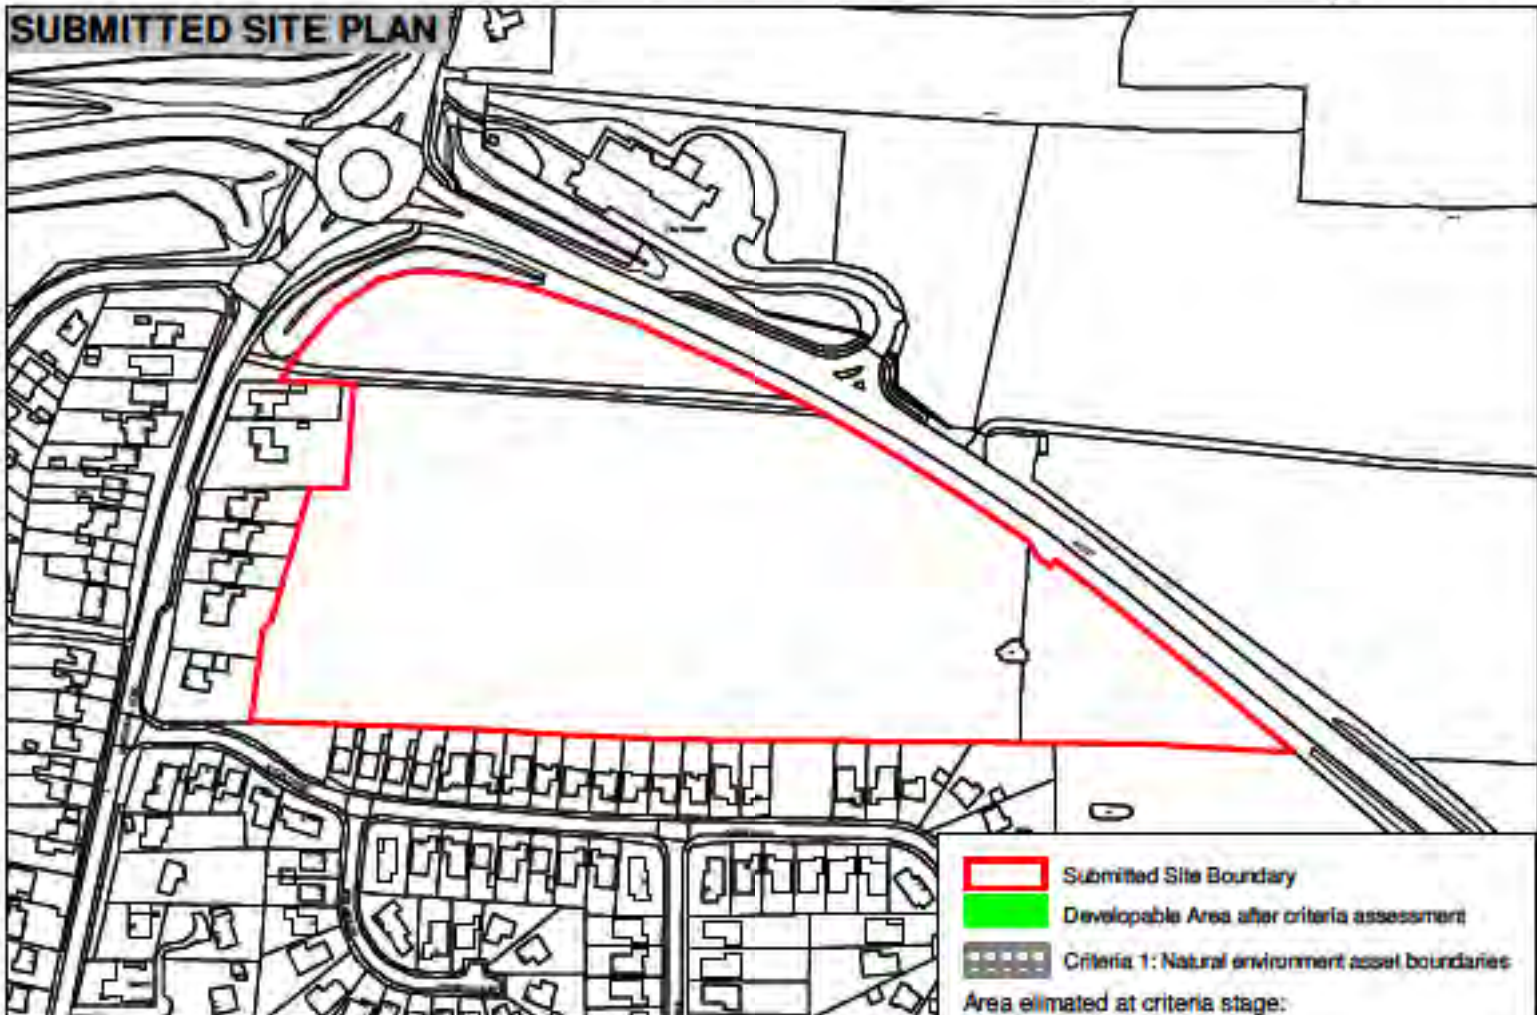 SUBMITTED SITE PLAN
Submitted Site Boundary
Developable Area after criteria assessment
Criteria 1: Natural environment asset boundaries
Area elimated at criteria stage: